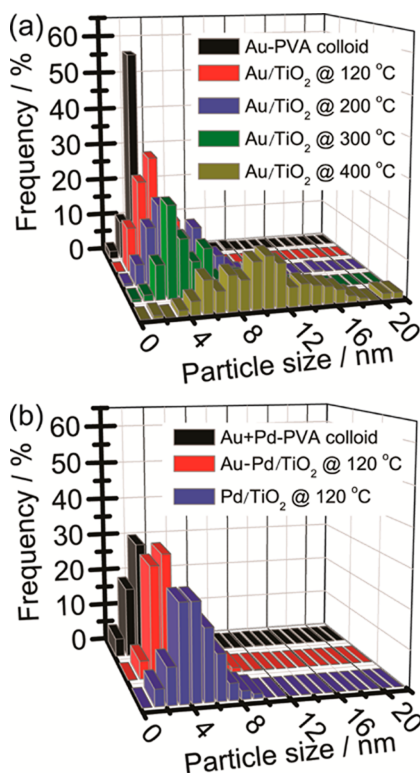 (a)
60
50
40
30
20
10
0
Frequency / %
Au-PVA colloid
Au/TiO₂ @ 120 °C
Au/TiO₂ @ 200 °C
Au/TiO₂ @ 300 °C
Au/TiO₂ @ 400 °C
0 4 8 12 16 20
Particle size / nm
(b)
60
50
40
30
20
10
0
Frequency / %
Au+Pd-PVA colloid
Au-Pd/TiO₂ @ 120 °C
Pd/TiO₂ @ 120 °C
0 4 8 12 16 20
Particle size / nm